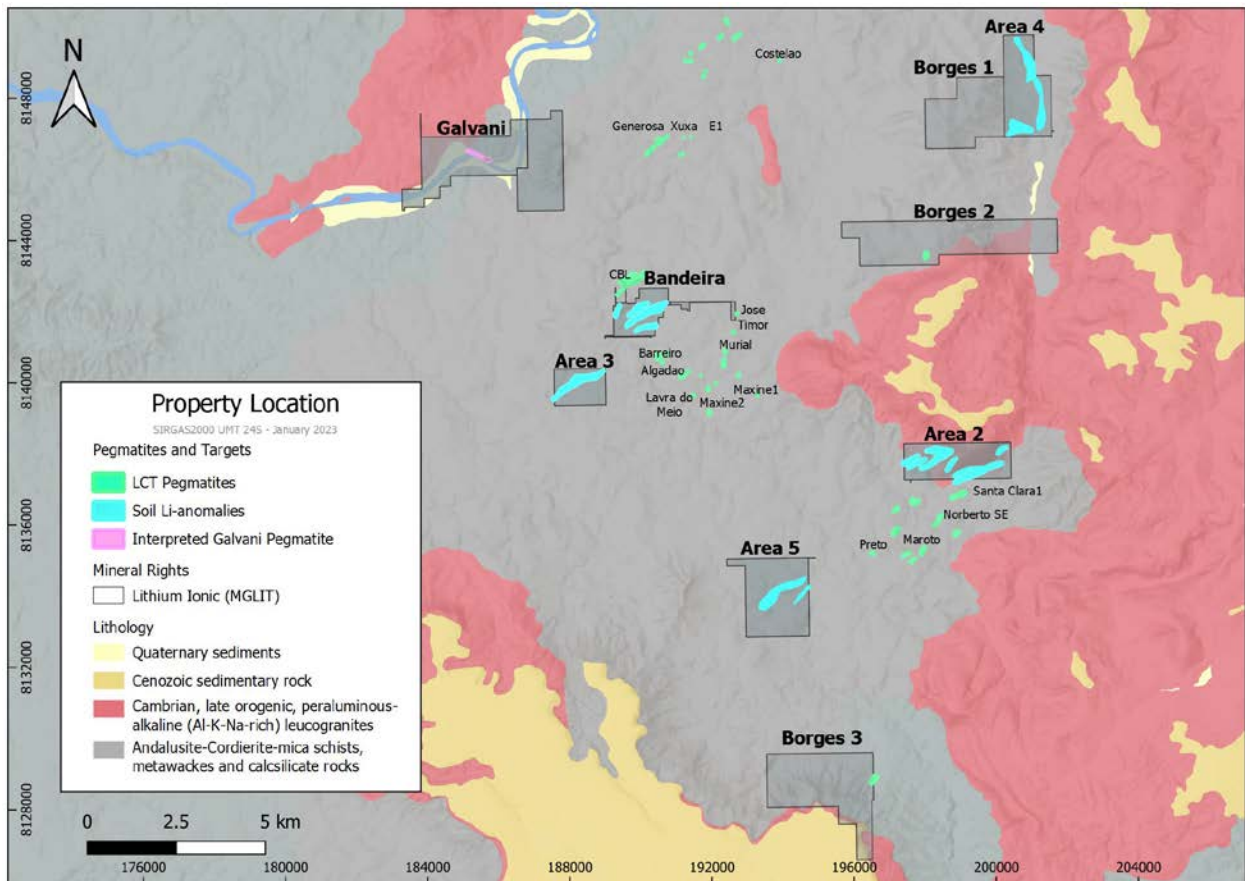 Area 4
Costelao
Borges 1
N
8148000
Galvani
Generosa Xuxa E1
Borges 2
8144000
CBL
Bandeira
Jose
Timor
Murial
Area 3
Barreiro
Algadao
8140000
Maxine1
Lavra do
Meio
Maxine2
Property Location
SIRGAS2000 UMT 24S - January 2023
Area 2
Pegmatites and Targets
LCT Pegmatites
Santa Clara1
Soil Li-anomalies
Norberto SE
8136000
Interpreted Galvani Pegmatite
Preto
Maroto
Area 5
Mineral Rights
Lithium Ionic (MGLIT)
Lithology
Quaternary sediments
8132000
Cenozoic sedimentary rock
Cambrian, late orogenic, peraluminous-
alkaline (Al-K-Na-rich) leucogranites
Andalusite-Cordierite-mica schists,
metawackes and calcsilicate rocks
Borges 3
8128000
0 2.5 5 km
176000 180000 184000 188000 192000 196000 200000 204000